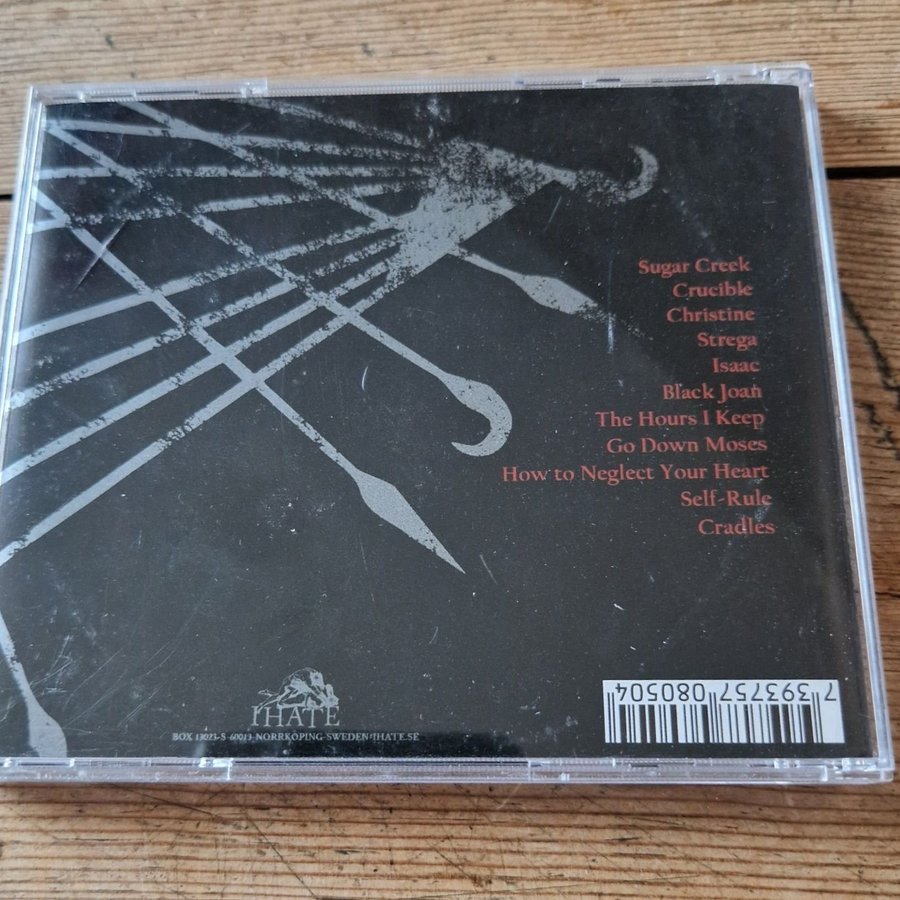 Sugar Creek
Crucible
Christine
Strega
Isaac
Black Joan
The Hours I Keep
Go Down Moses
How to Neglect Your Heart
Self-Rule
Cradles
I HATE
BOX 13023-S-60013-NORRKÖPING-SWEDEN-IHATE.SE
7 393757 080504